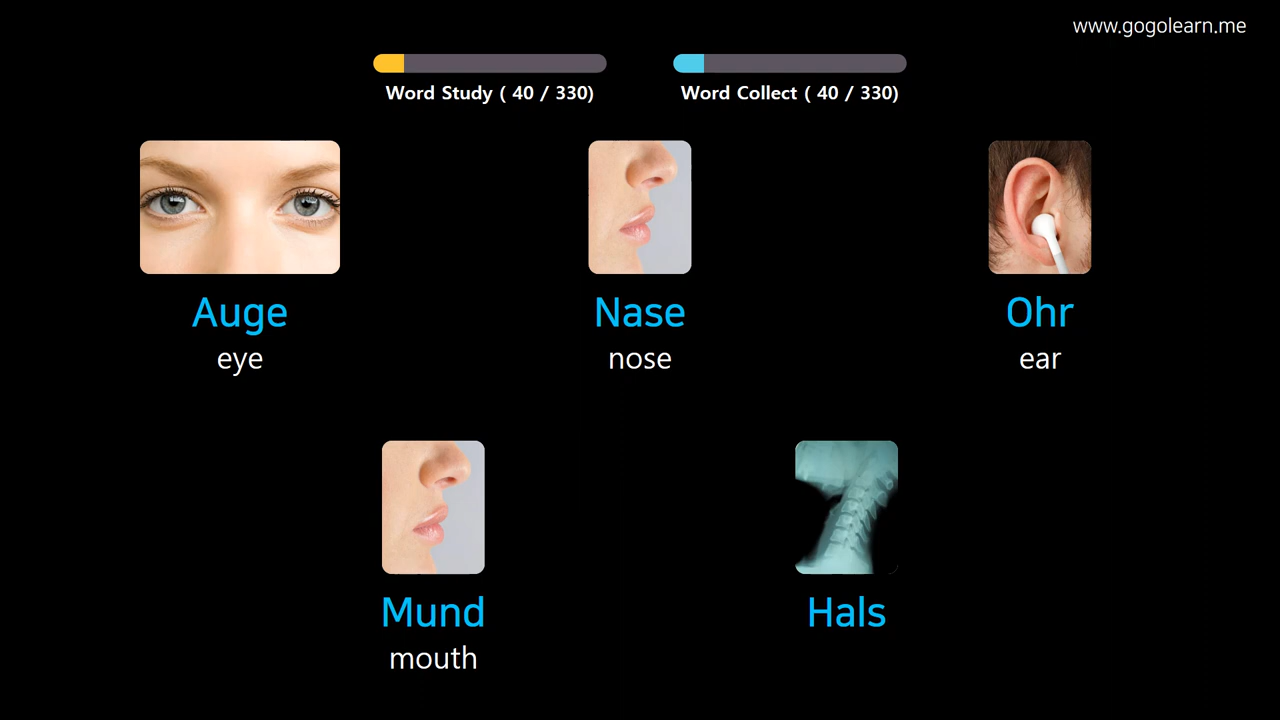 www.gogolearn.me
Word Study ( 40 / 330)
Word Collect ( 40 / 330)
Auge
eye
Nase
nose
Ohr
ear
Mund
mouth
Hals